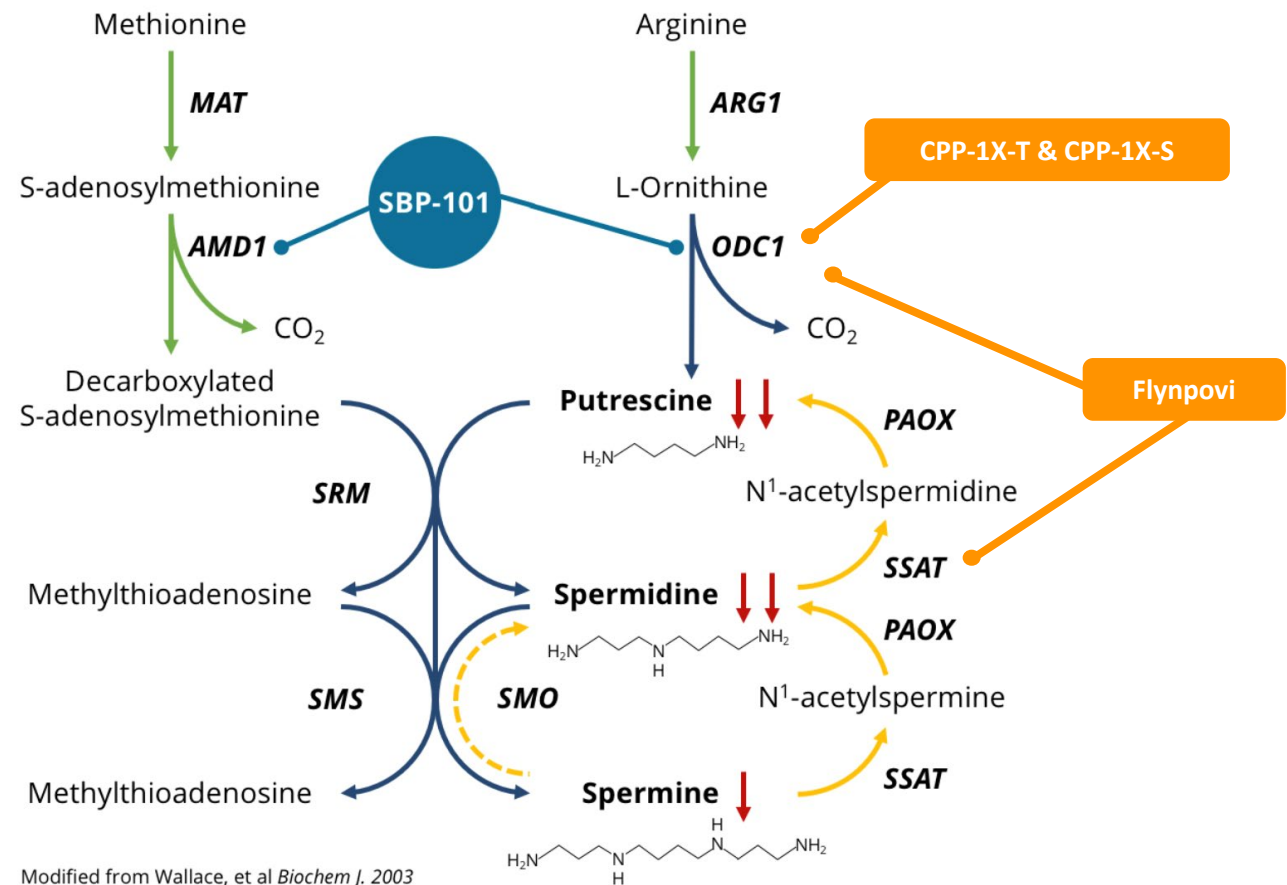 Methionine
Arginine
MAT
ARG1
CPP-1X-T & CPP-1X-S
S-adenosylmethionine
SBP-101
L-Ornithine
AMD1
ODC1
CO₂
CO₂
Flynpovi
Decarboxylated
S-adenosylmethionine
Putrescine
H₂N
NH₂
PAOX
SRM
N¹-acetylspermidine
Methylthioadenosine
Spermidine
SSAT
H₂N
N
H
NH₂
PAOX
SMS
SMO
N¹-acetylspermine
Methylthioadenosine
Spermine
SSAT
H₂N
N
H
H
N
NH₂
Modified from Wallace, et al Biochem J. 2003